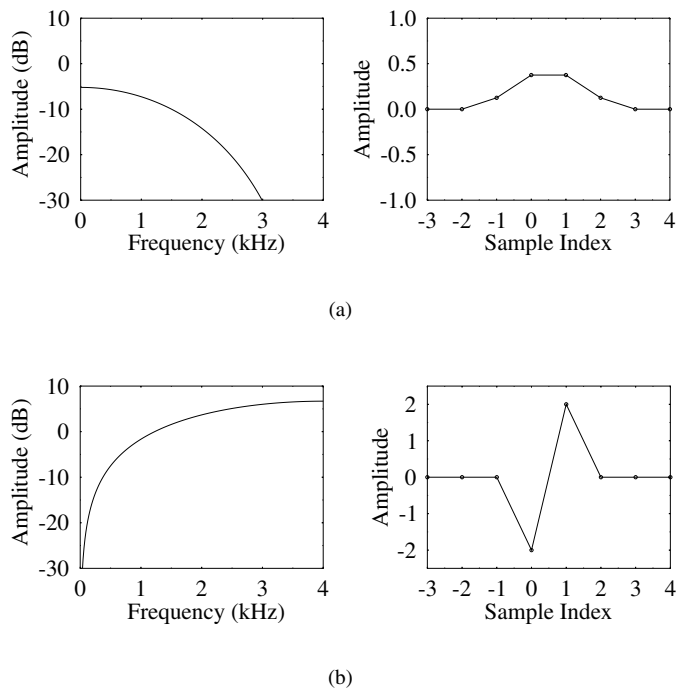 Amplitude (dB)
10
0
-10
-20
-30
0 1 2 3 4
Frequency (kHz)
Amplitude
1.0
0.5
0.0
-0.5
-1.0
-3 -2 -1 0 1 2 3 4
Sample Index
(a)
Amplitude (dB)
10
0
-10
-20
-30
0 1 2 3 4
Frequency (kHz)
Amplitude
2
1
0
-1
-2
-3 -2 -1 0 1 2 3 4
Sample Index
(b)